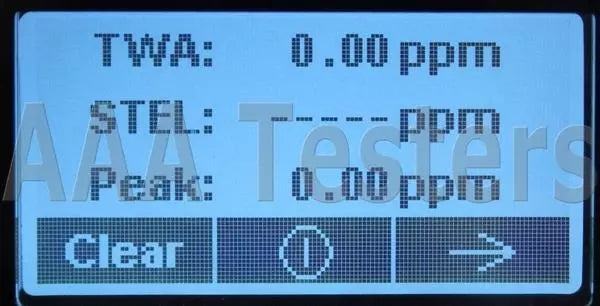 TWA: 0.00 ppm
STEL: ----- ppm
AAA Testers
Peak: 0.00 ppm
Clear